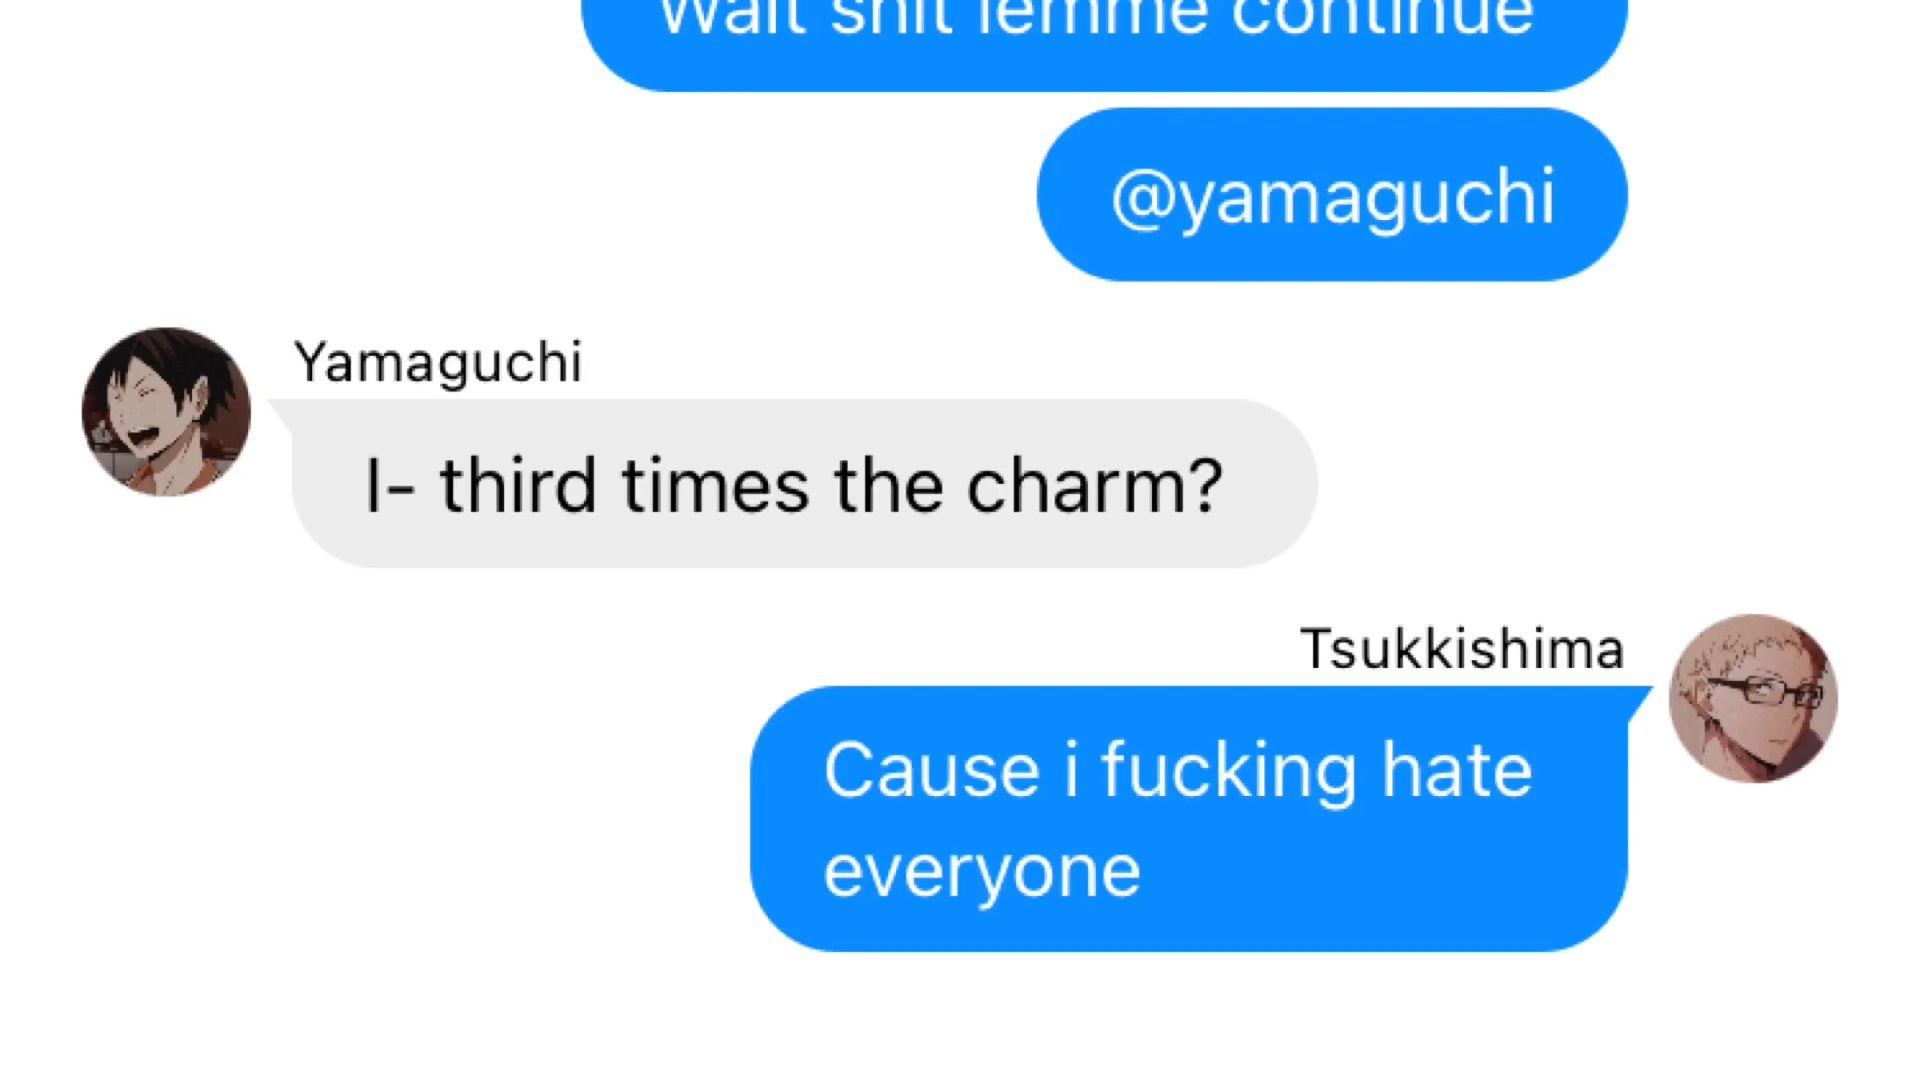 Wait shit lemme continue
@yamaguchi
Yamaguchi
I- third times the charm?
Tsukkishima
Cause i fucking hate
everyone